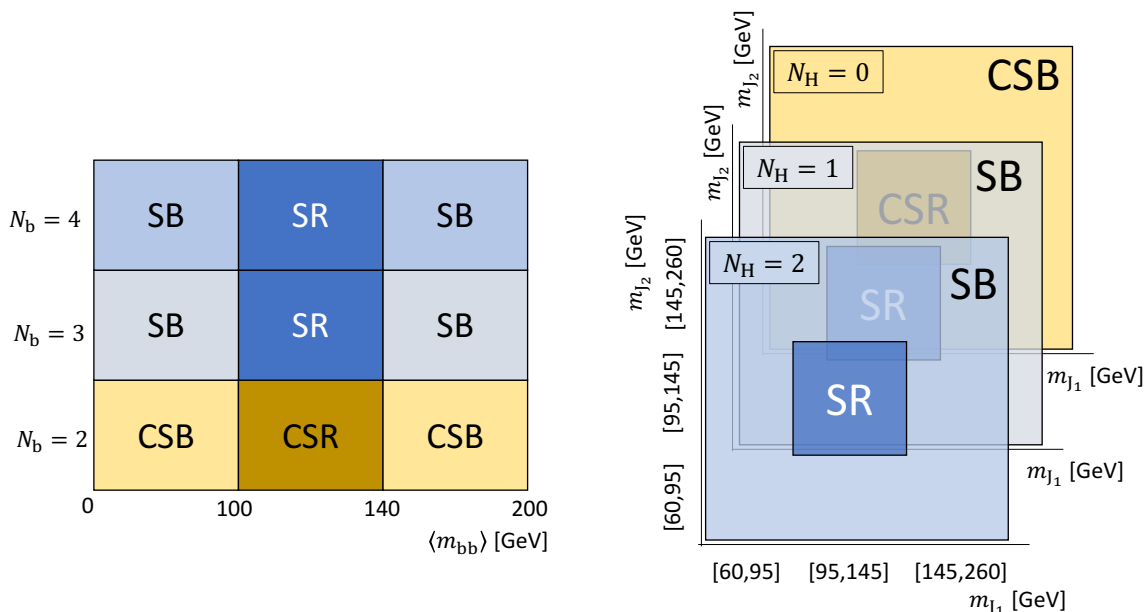 N_b = 4 SB SR SB
N_b = 3 SB SR SB
N_b = 2 CSB CSR CSB
0 100 140 200
⟨m_bb⟩ [GeV]
m_J₂ [GeV]
N_H = 0
CSB
m_J₁ [GeV]
m_J₂ [GeV]
N_H = 1
SB
CSR
m_J₁ [GeV]
m_J₂ [GeV]
N_H = 2
SB
SR
SR
[145,260]
[95,145]
[60,95]
[60,95] [95,145] [145,260]
m_J₁ [GeV]